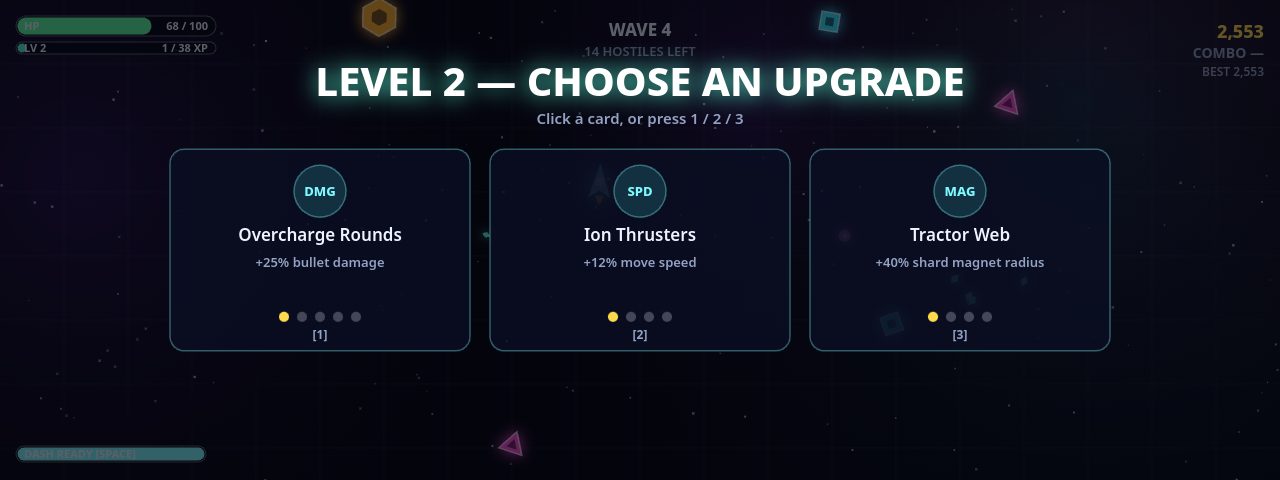 HP 68 / 100
LV 2 1 / 38 XP
WAVE 4
14 HOSTILES LEFT
2,553
COMBO —
BEST 2,553
LEVEL 2 — CHOOSE AN UPGRADE
Click a card, or press 1 / 2 / 3
DMG
Overcharge Rounds
+25% bullet damage
[1]
SPD
Ion Thrusters
+12% move speed
[2]
MAG
Tractor Web
+40% shard magnet radius
[3]
DASH READY [SPACE]